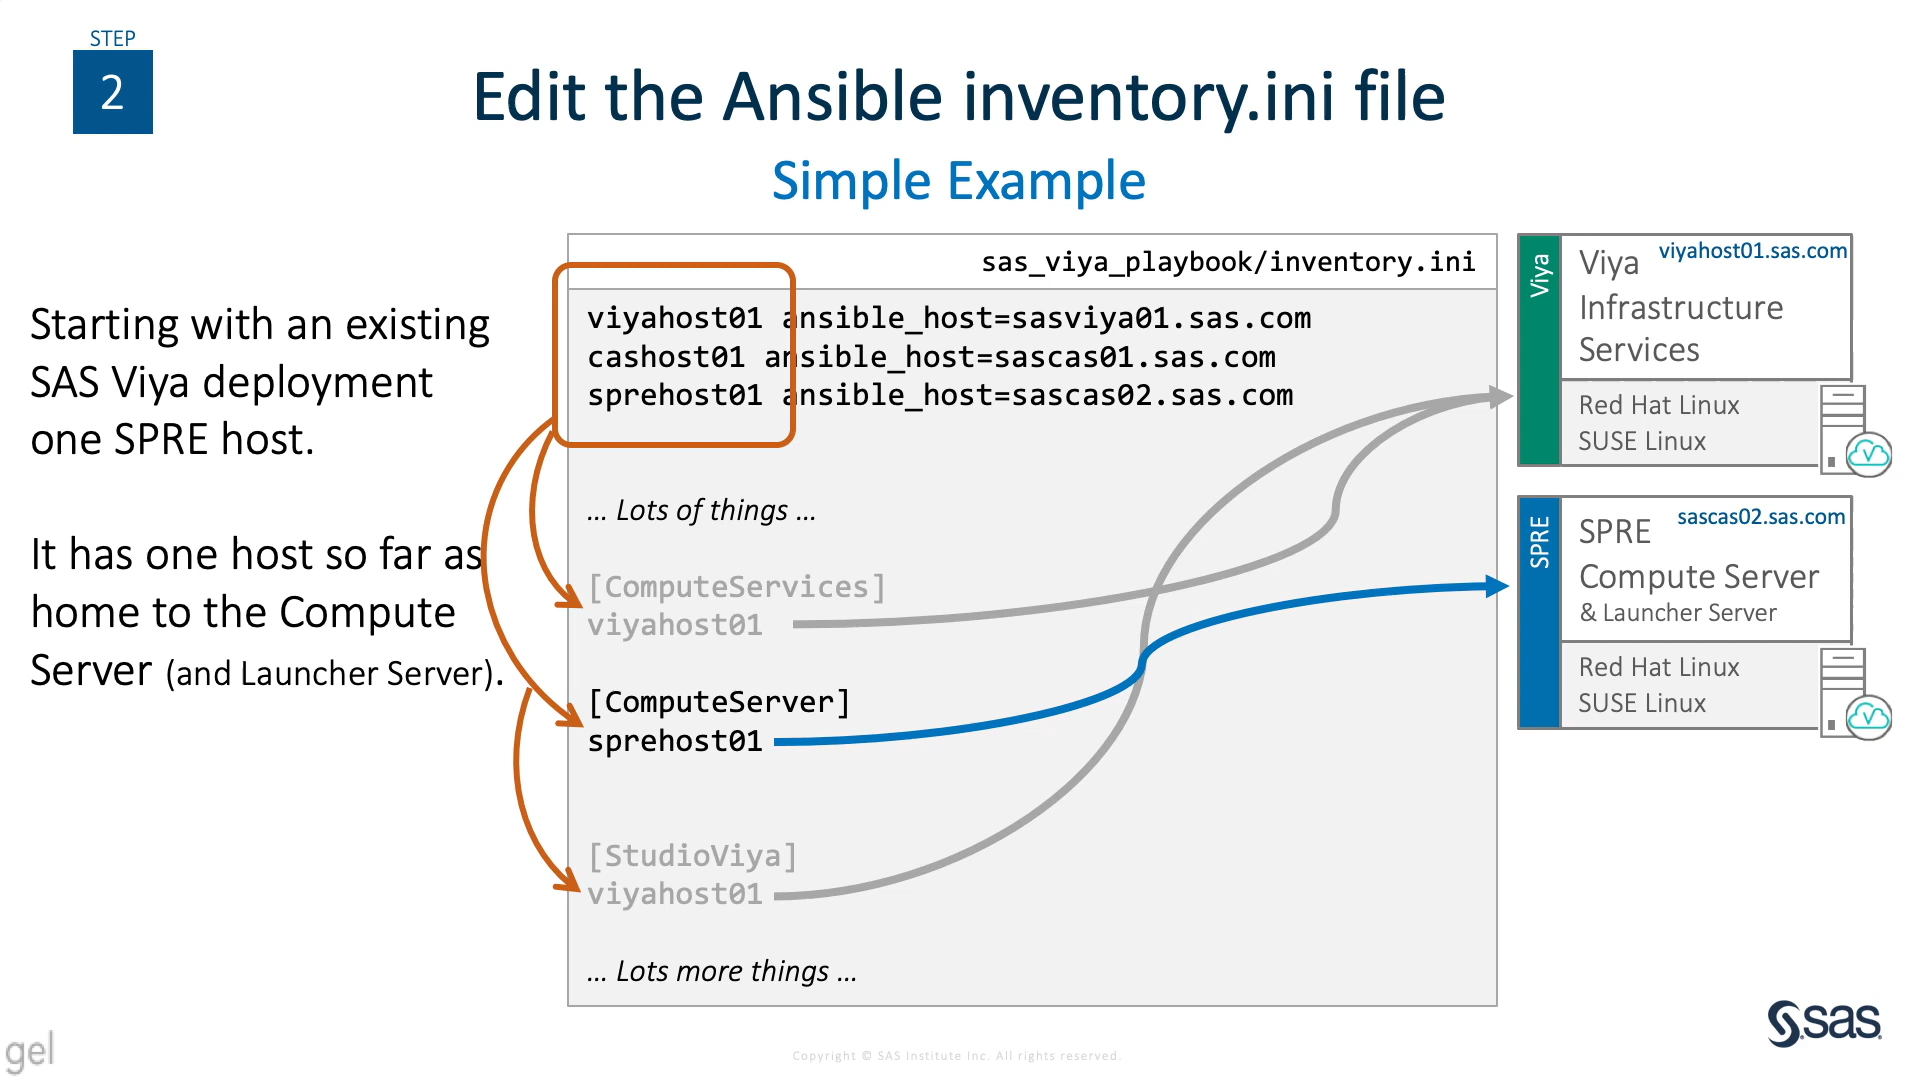 STEP
2
Edit the Ansible inventory.ini file
Simple Example
Starting with an existing
SAS Viya deployment
one SPRE host.
It has one host so far as
home to the Compute
Server (and Launcher Server).
sas_viya_playbook/inventory.ini
viyahost01 ansible_host=sasviya01.sas.com
cashost01 ansible_host=sascas01.sas.com
sprehost01 ansible_host=sascas02.sas.com
... Lots of things ...
[ComputeServices]
viyahost01
[ComputeServer]
sprehost01
[StudioViya]
viyahost01
... Lots more things ...
Viya
viyahost01.sas.com
Viya
Infrastructure
Services
Red Hat Linux
SUSE Linux
SPRE
sascas02.sas.com
SPRE
Compute Server
& Launcher Server
Red Hat Linux
SUSE Linux
gel
Copyright © SAS Institute Inc. All rights reserved.
sas